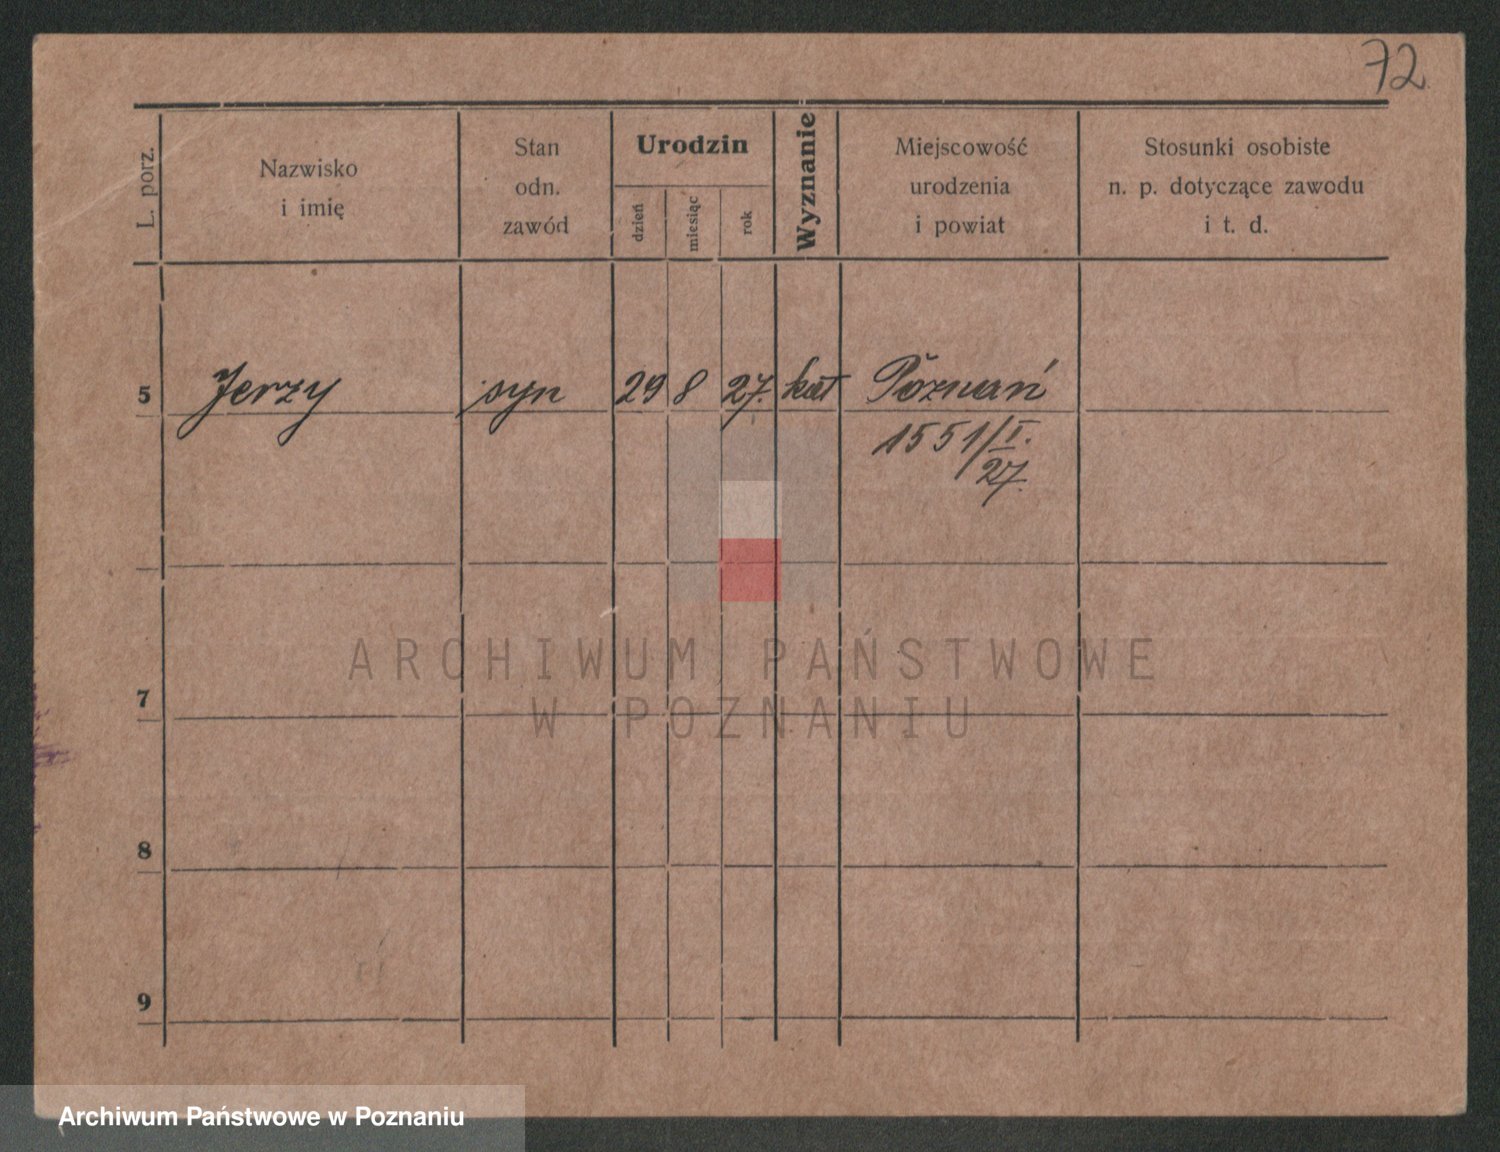 72
L. porz.
Nazwisko
i imię
Stan
odn.
zawód
Urodzin
dzień
miesiąc
rok
Wyznanie
Miejscowość
urodzenia
i powiat
Stosunki osobiste
n. p. dotyczące zawodu
i t. d.
5 Jerzy syn 29 8 27. kat Poznań
1551/I.
27.
7
8
9
ARCHIWUM PAŃSTWOWE
W POZNANIU
Archiwum Państwowe w Poznaniu